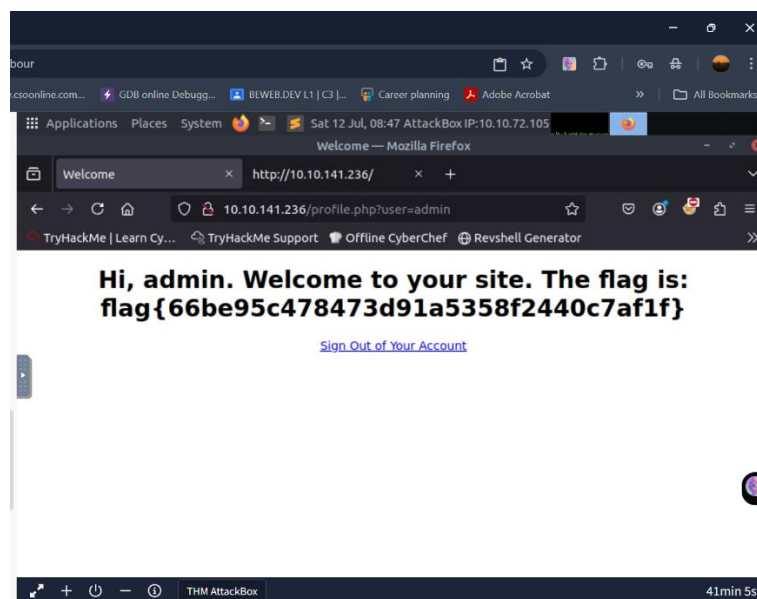 bour
csoonline.com... GDB online Debugg... BEWEB.DEV L1 | C3 |... Career planning Adobe Acrobat » All Bookmarks
Applications Places System Sat 12 Jul, 08:47 AttackBox IP:10.10.72.105
Welcome — Mozilla Firefox
Welcome × http://10.10.141.236/ × +
10.10.141.236/profile.php?user=admin
TryHackMe | Learn Cy... TryHackMe Support Offline CyberChef Revshell Generator »
Hi, admin. Welcome to your site. The flag is:
flag{66be95c478473d91a5358f2440c7af1f}
Sign Out of Your Account
THM AttackBox 41min 5s